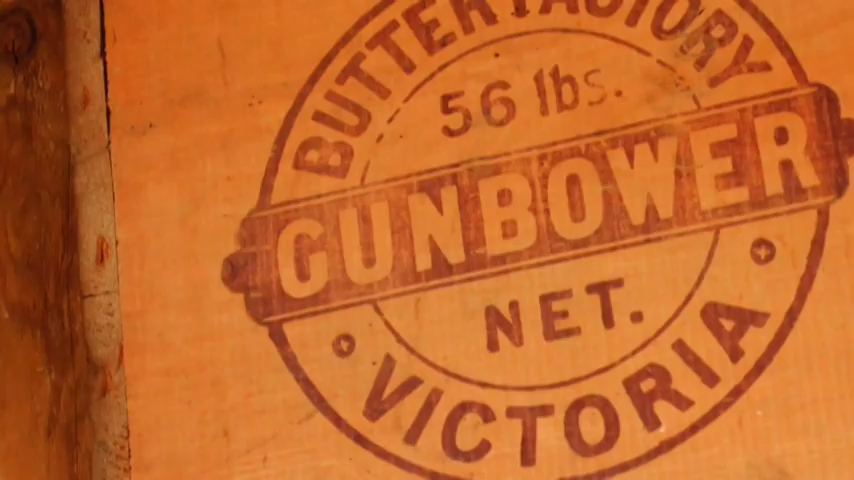 BUTTER FACTORY
56 lbs.
GUNBOWER
NET.
VICTORIA